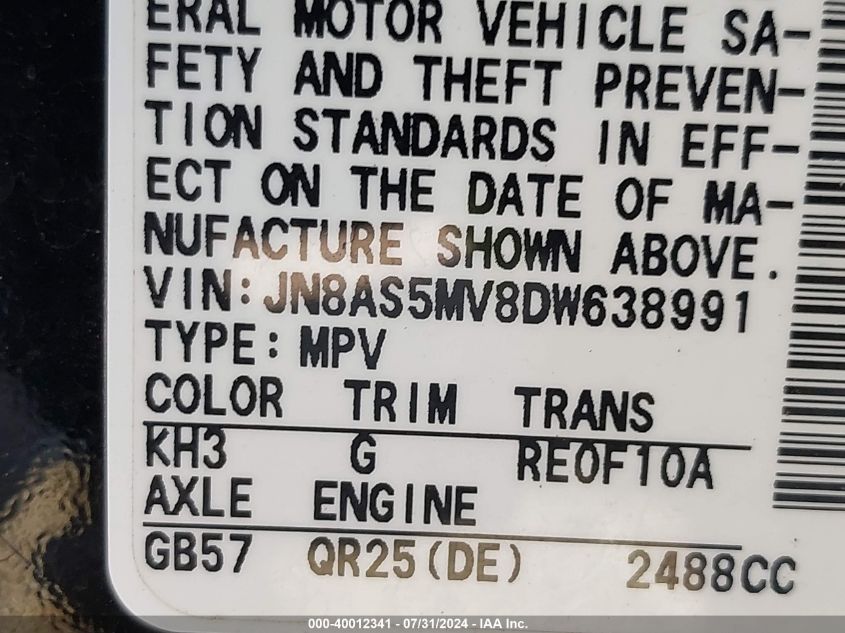 ERAL MOTOR VEHICLE SA-
FETY AND THEFT PREVEN-
TION STANDARDS IN EFF-
ECT ON THE DATE OF MA-
NUFACTURE SHOWN ABOVE.
VIN: JN8AS5MV8DW638991
TYPE: MPV
COLOR TRIM TRANS
KH3 G RE0F10A
AXLE ENGINE
GB57 QR25(DE) 2488CC
000-40012341 - 07/31/2024 - IAA Inc.